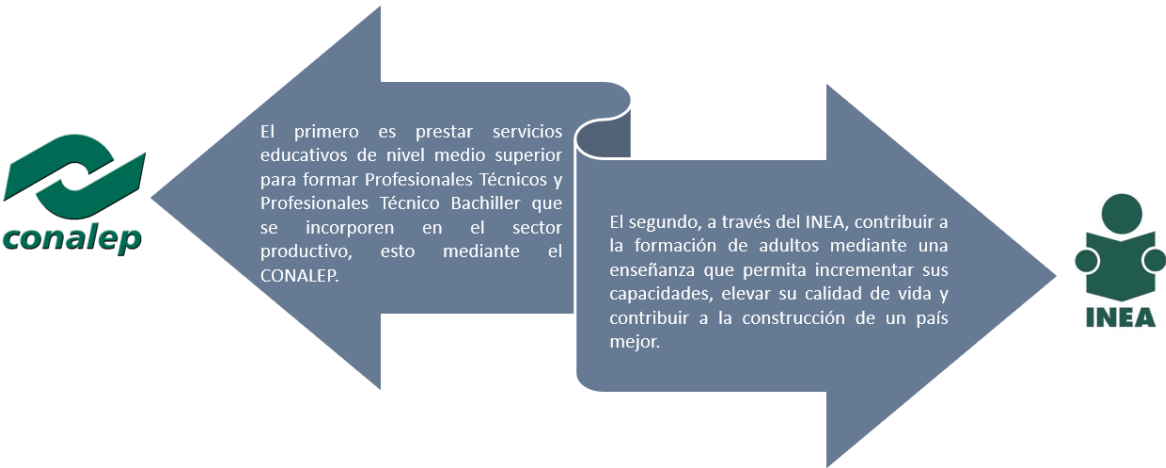 conalep
El primero es prestar servicios
educativos de nivel medio superior
para formar Profesionales Técnicos y
Profesionales Técnico Bachiller que
se incorporen en el sector
productivo, esto mediante el
CONALEP.
El segundo, a través del INEA, contribuir a
la formación de adultos mediante una
enseñanza que permita incrementar sus
capacidades, elevar su calidad de vida y
contribuir a la construcción de un país
mejor.
INEA